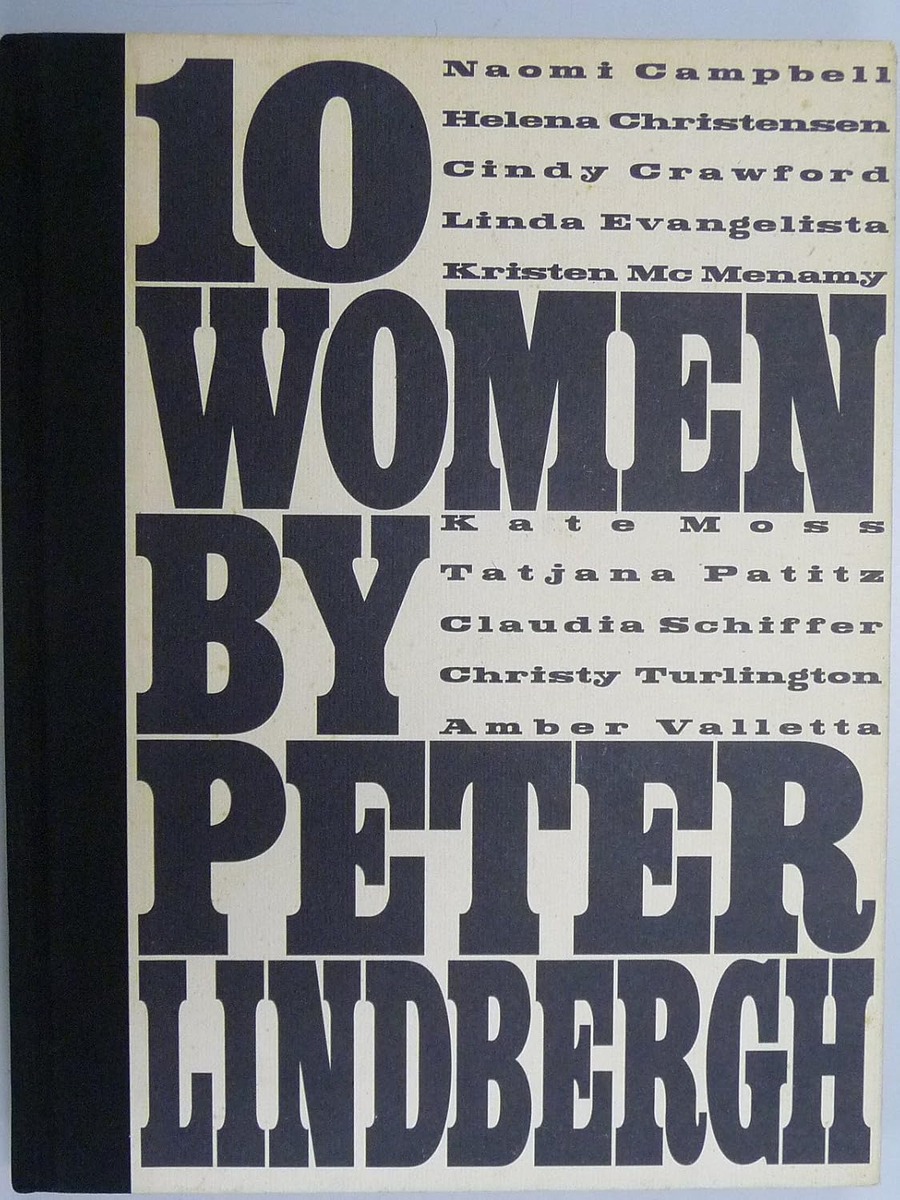 10
Naomi Campbell
Helena Christensen
Cindy Crawford
Linda Evangelista
Kristen Mc Menamy
WOMEN
BY
Kate Moss
Tatjana Patitz
Claudia Schiffer
Christy Turlington
Amber Valletta
PETER
LINDBERGH